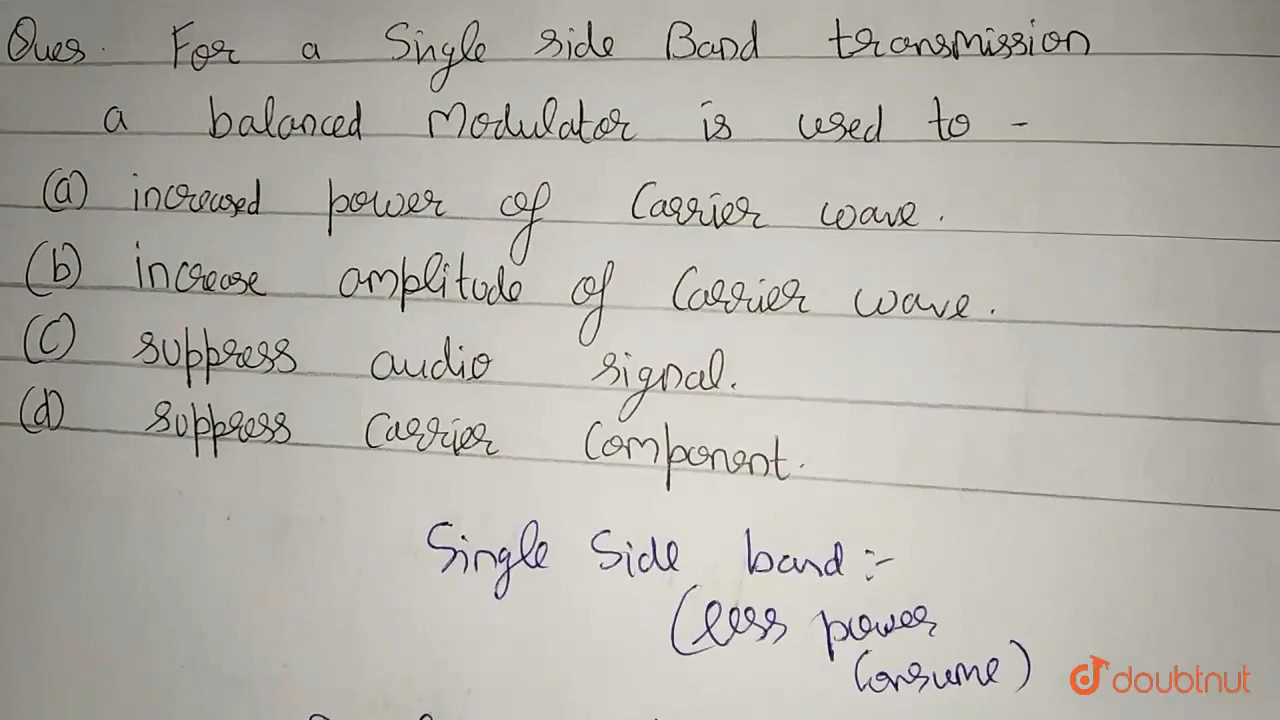 Ques. For a Single side Band transmission
a balanced Modulator is used to -
(a) increased power of Carrier wave.
(b) increase amplitude of Carrier wave.
(c) suppress audio signal.
(d) suppress carrier component.
Single Side band :-
(less power
Consume)
doubtnut